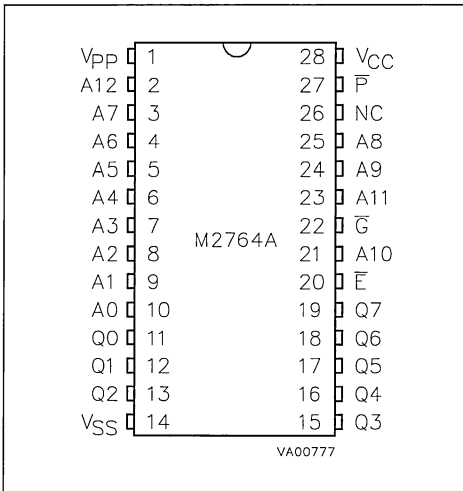 VPP 1 28 VCC
A12 2 27 P̅
A7 3 26 NC
A6 4 25 A8
A5 5 24 A9
A4 6 23 A11
A3 7 22 G̅
A2 8 M2764A 21 A10
A1 9 20 E̅
A0 10 19 Q7
Q0 11 18 Q6
Q1 12 17 Q5
Q2 13 16 Q4
VSS 14 15 Q3
VA00777